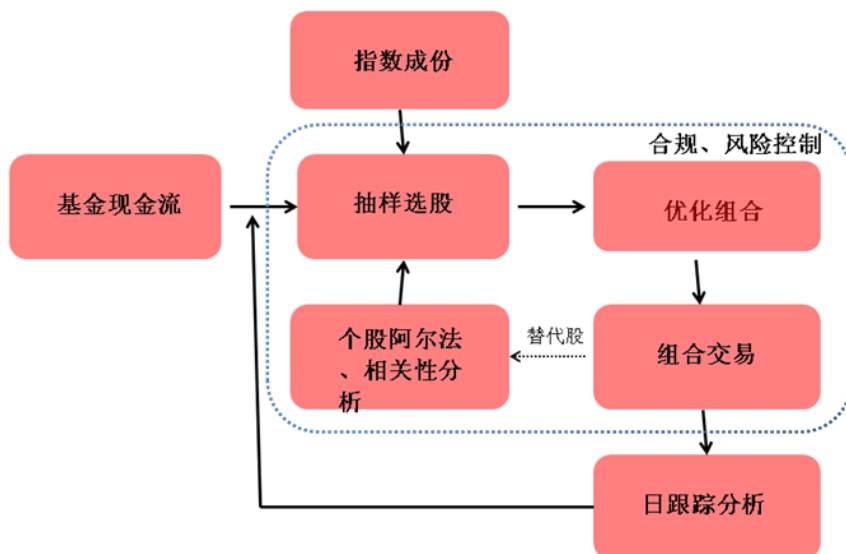 指数成份
合规、风险控制
基金现金流
抽样选股
优化组合
个股阿尔法
、相关性分
析
替代股
组合交易
日跟踪分析